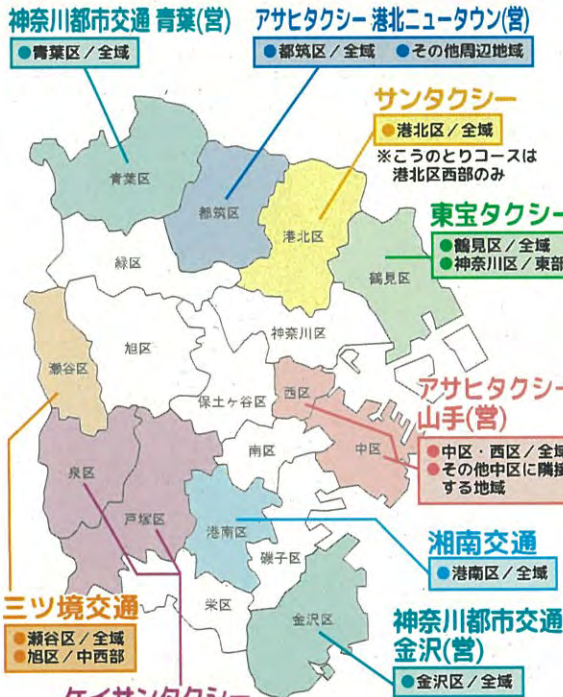 神奈川都市交通 青葉(営)
●青葉区/全域
アサヒタクシー 港北ニュータウン(営)
●都筑区/全域 ●その他周辺地域
サンタクシー
●港北区/全域
※こうのとりコースは
港北区西部のみ
東宝タクシー
●鶴見区/全域
●神奈川区/東部
青葉区
都筑区
港北区
鶴見区
緑区
神奈川区
旭区
瀬谷区
保土ヶ谷区
西区
中区
南区
アサヒタクシー
山手(営)
●中区・西区/全域
●その他中区に隣接
する地域
泉区
戸塚区
港南区
磯子区
栄区
金沢区
湘南交通
●港南区/全域
三ツ境交通
●瀬谷区/全域
●旭区/中西部
神奈川都市交通
金沢(営)
●金沢区/全域
ケイサンタクシー